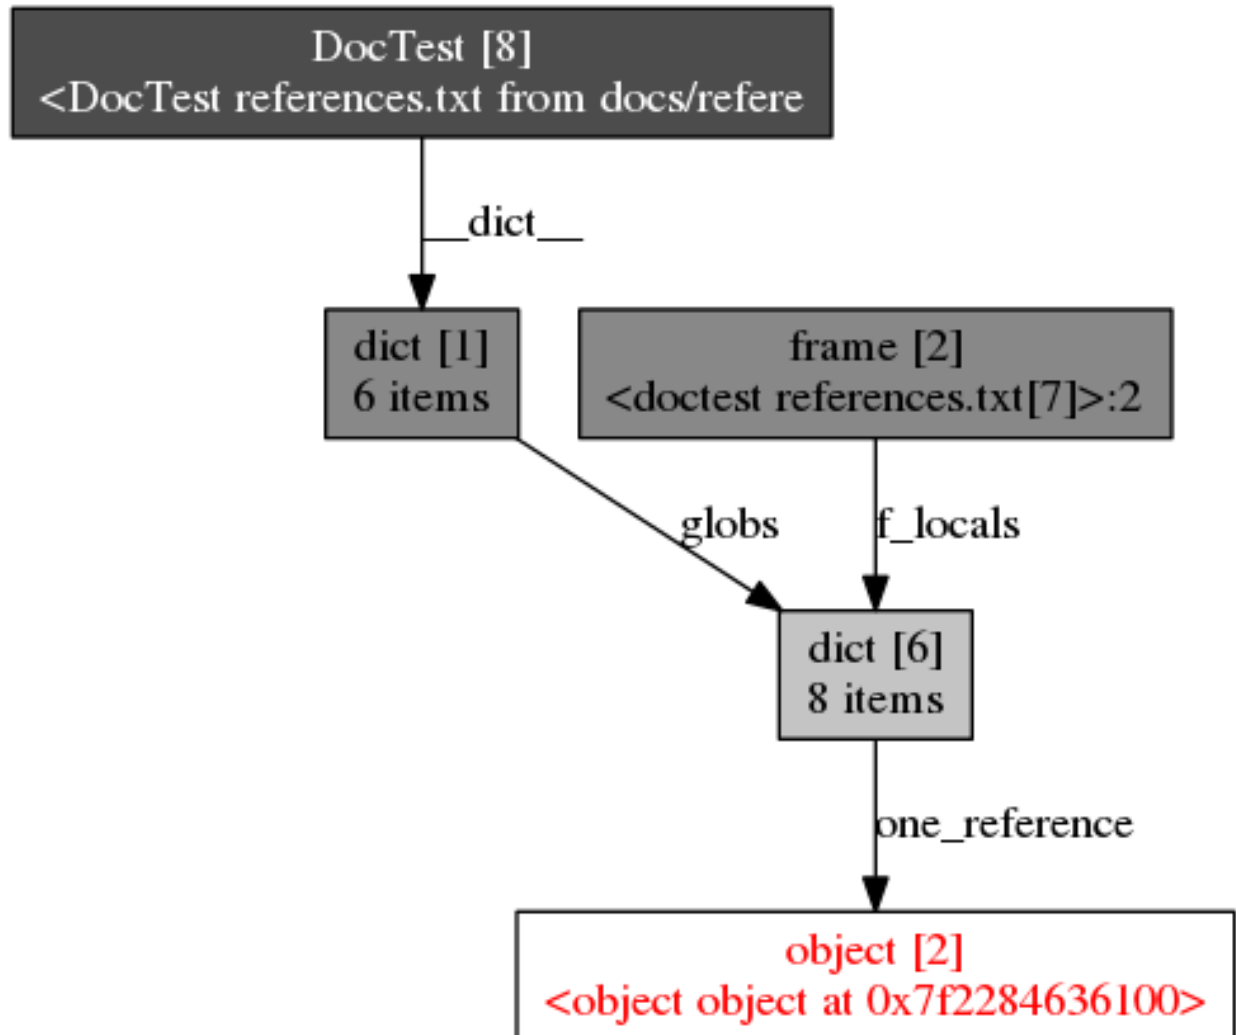 DocTest [8]
<DocTest references.txt from docs/refere
__dict__
dict [1]
6 items
frame [2]
<doctest references.txt[7]>:2
globs
f_locals
dict [6]
8 items
one_reference
object [2]
<object object at 0x7f2284636100>